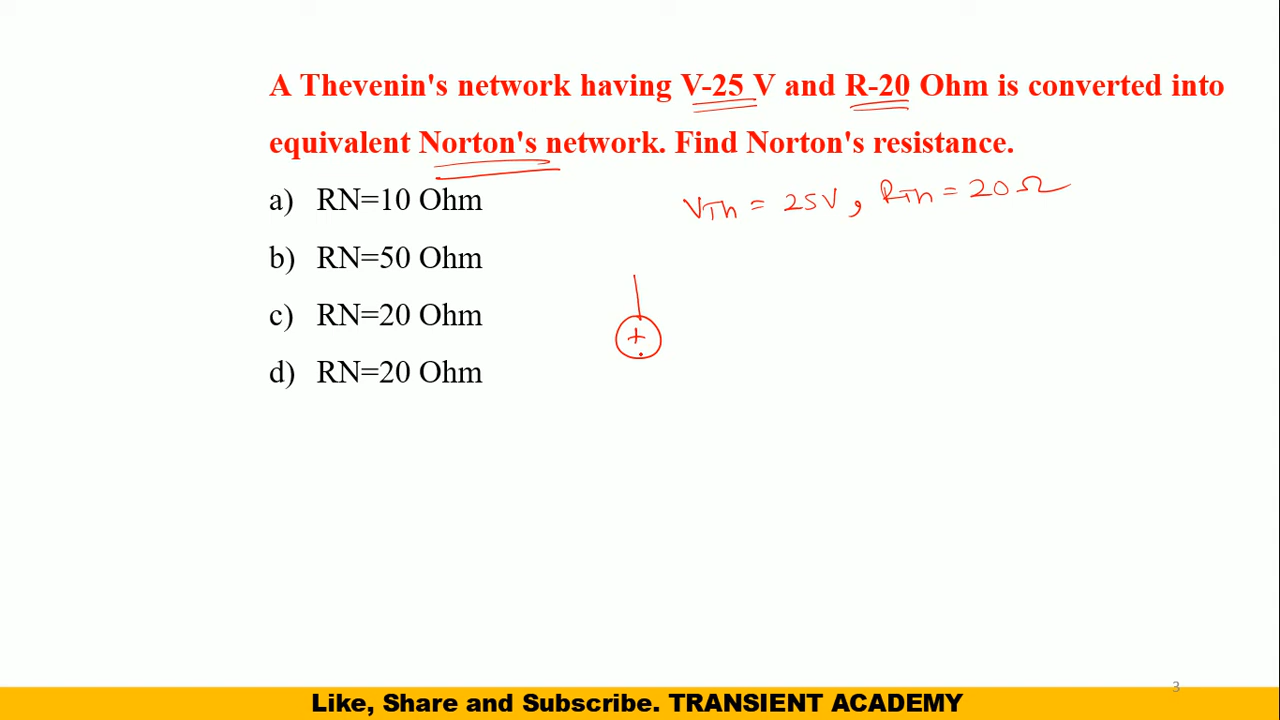 A Thevenin's network having V-25 V and R-20 Ohm is converted into
equivalent Norton's network. Find Norton's resistance.
a) RN=10 Ohm
VTh = 25V, RTh = 20 Ω
b) RN=50 Ohm
c) RN=20 Ohm
+
d) RN=20 Ohm
3
Like, Share and Subscribe. TRANSIENT ACADEMY